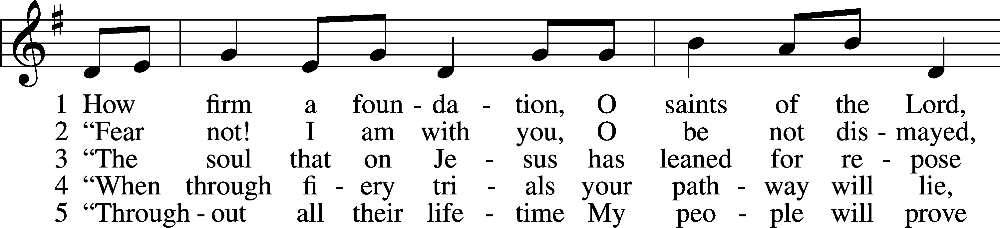 1 How firm a foun - da - tion, O saints of the Lord,
2 “Fear not! I am with you, O be not dis - mayed,
3 “The soul that on Je - sus has leaned for re - pose
4 “When through fi - ery tri - als your path - way will lie,
5 “Through - out all their life - time My peo - ple will prove